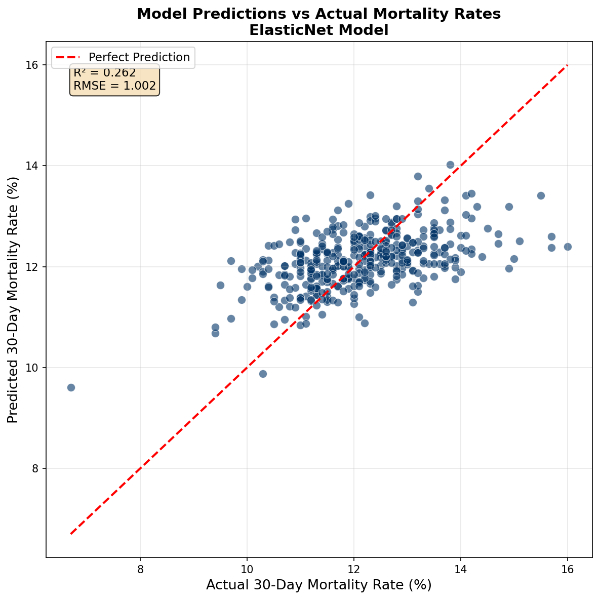 Model Predictions vs Actual Mortality Rates
ElasticNet Model
Perfect Prediction
R² = 0.262
RMSE = 1.002
Predicted 30-Day Mortality Rate (%)
16
14
12
10
8
8 10 12 14 16
Actual 30-Day Mortality Rate (%)